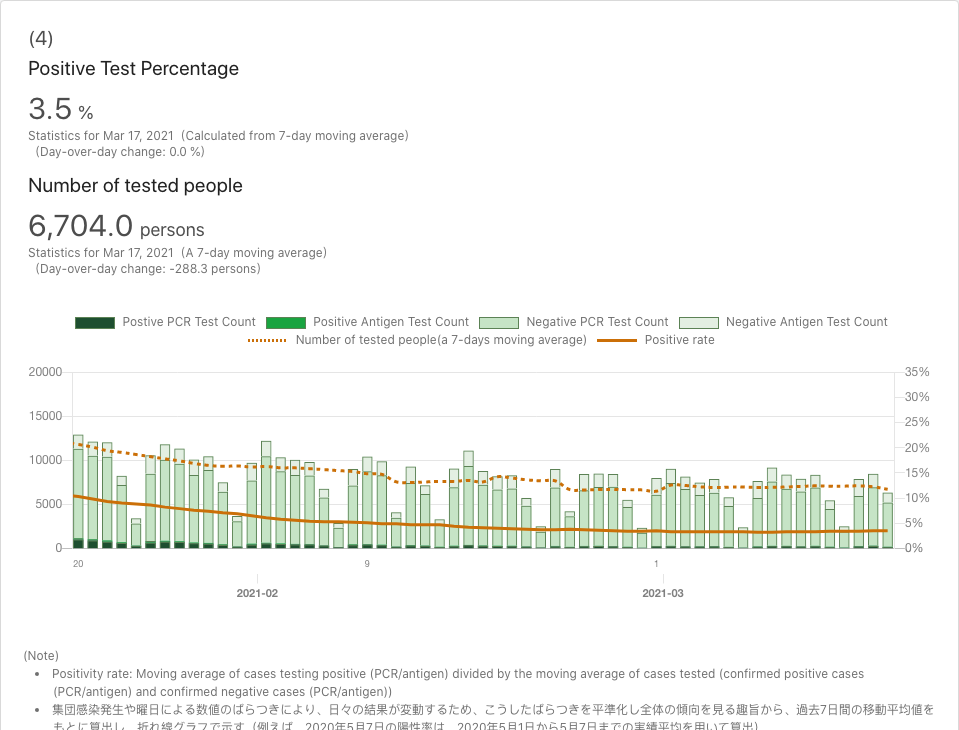 (4)
Positive Test Percentage
3.5 %
Statistics for Mar 17, 2021 (Calculated from 7-day moving average)
(Day-over-day change: 0.0 %)
Number of tested people
6,704.0 persons
Statistics for Mar 17, 2021 (A 7-day moving average)
(Day-over-day change: -288.3 persons)
Postive PCR Test Count Positive Antigen Test Count Negative PCR Test Count Negative Antigen Test Count
Number of tested people(a 7-days moving average) Positive rate
20000 35%
30%
15000 25%
20%
10000 15%
5000 10%
5%
0 0%
20 9 1
2021-02 2021-03
(Note)
• Positivity rate: Moving average of cases testing positive (PCR/antigen) divided by the moving average of cases tested (confirmed positive cases
(PCR/antigen) and confirmed negative cases (PCR/antigen))
• 集団感染発生や曜日による数値のばらつきにより、日々の結果が変動するため、こうしたばらつきを平準化し全体の傾向を見る趣旨から、過去7日間の移動平均値を
もとに算出し、折れ線グラフで示す（例えば、2020年5月7日の陽性率は、2020年5月1日から5月7日までの実績平均を用いて算出）